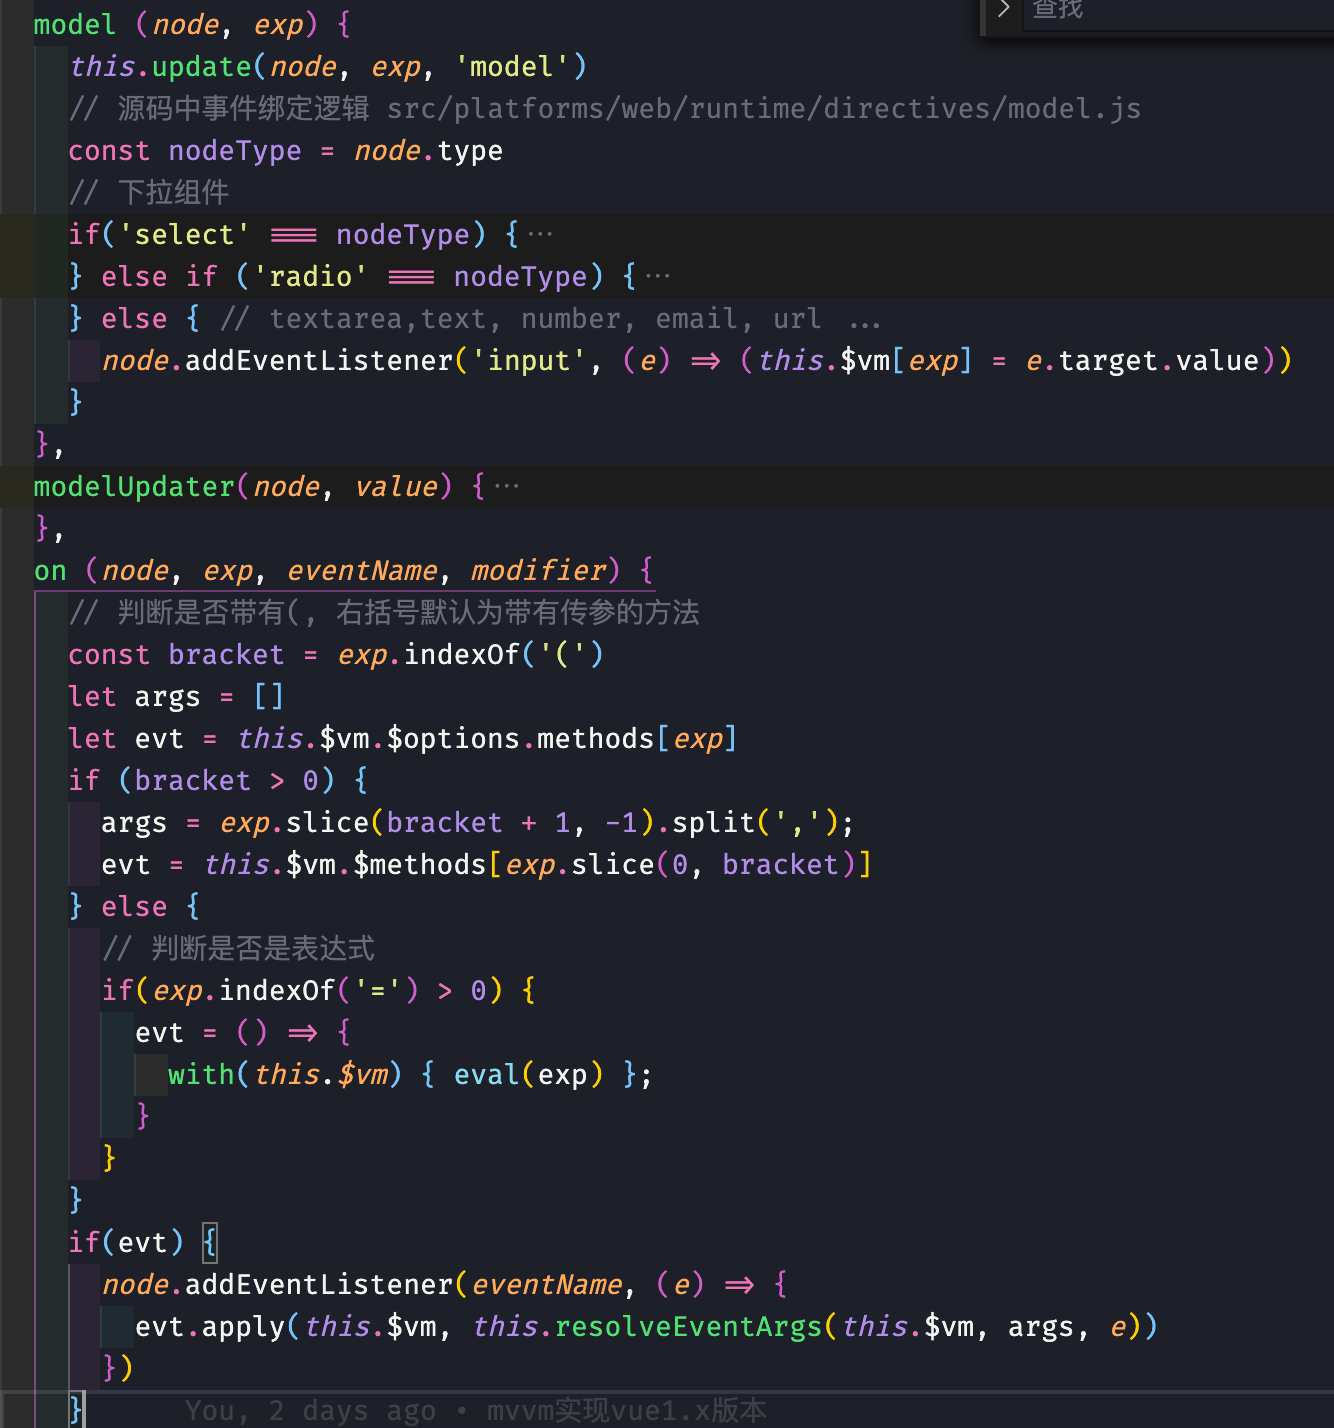 查找
model (node, exp) {
this.update(node, exp, 'model')
// 源码中事件绑定逻辑 src/platforms/web/runtime/directives/model.js
const nodeType = node.type
// 下拉组件
if('select' === nodeType) {···
} else if ('radio' === nodeType) {···
} else { // textarea,text, number, email, url ...
node.addEventListener('input', (e) => (this.$vm[exp] = e.target.value))
}
},
modelUpdater(node, value) {···
},
on (node, exp, eventName, modifier) {
// 判断是否带有(, 右括号默认为带有传参的方法
const bracket = exp.indexOf('(')
let args = []
let evt = this.$vm.$options.methods[exp]
if (bracket > 0) {
args = exp.slice(bracket + 1, -1).split(',');
evt = this.$vm.$methods[exp.slice(0, bracket)]
} else {
// 判断是否是表达式
if(exp.indexOf('=') > 0) {
evt = () => {
with(this.$vm) { eval(exp) };
}
}
}
if(evt) {
node.addEventListener(eventName, (e) => {
evt.apply(this.$vm, this.resolveEventArgs(this.$vm, args, e))
})
} You, 2 days ago • mvvm实现vue1.x版本